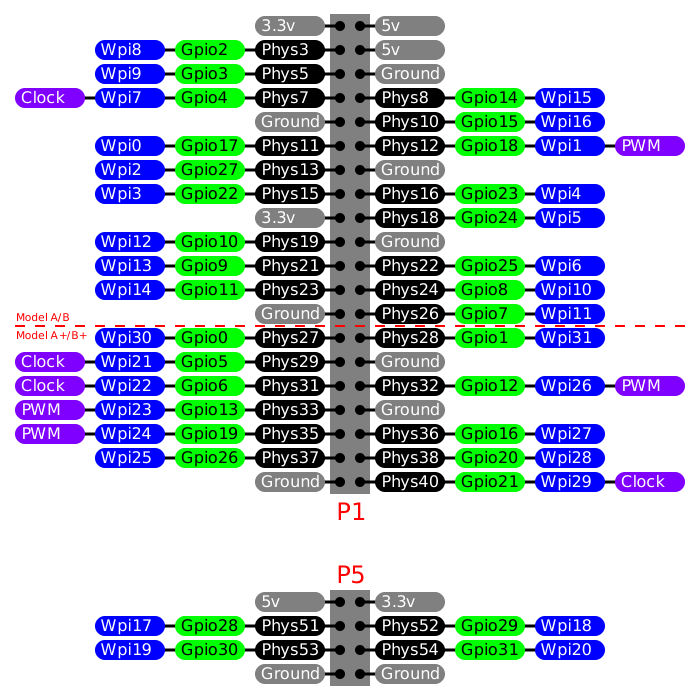 3.3v 5v
Wpi8 Gpio2 Phys3 5v
Wpi9 Gpio3 Phys5 Ground
Clock Wpi7 Gpio4 Phys7 Phys8 Gpio14 Wpi15
Ground Phys10 Gpio15 Wpi16
Wpi0 Gpio17 Phys11 Phys12 Gpio18 Wpi1 PWM
Wpi2 Gpio27 Phys13 Ground
Wpi3 Gpio22 Phys15 Phys16 Gpio23 Wpi4
3.3v Phys18 Gpio24 Wpi5
Wpi12 Gpio10 Phys19 Ground
Wpi13 Gpio9 Phys21 Phys22 Gpio25 Wpi6
Wpi14 Gpio11 Phys23 Phys24 Gpio8 Wpi10
Ground Phys26 Gpio7 Wpi11
Model A/B
Model A+/B+
Wpi30 Gpio0 Phys27 Phys28 Gpio1 Wpi31
Clock Wpi21 Gpio5 Phys29 Ground
Clock Wpi22 Gpio6 Phys31 Phys32 Gpio12 Wpi26 PWM
PWM Wpi23 Gpio13 Phys33 Ground
PWM Wpi24 Gpio19 Phys35 Phys36 Gpio16 Wpi27
Wpi25 Gpio26 Phys37 Phys38 Gpio20 Wpi28
Ground Phys40 Gpio21 Wpi29 Clock
P1
P5
5v 3.3v
Wpi17 Gpio28 Phys51 Phys52 Gpio29 Wpi18
Wpi19 Gpio30 Phys53 Phys54 Gpio31 Wpi20
Ground Ground